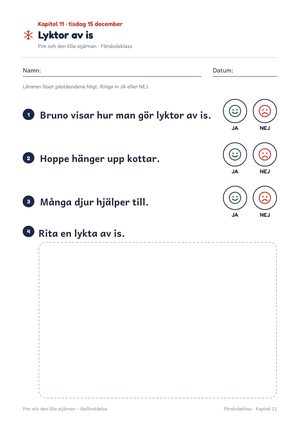 Kapitel 11 · tisdag 15 december
Lyktor av is
Pim och den lilla stjärnan · Förskoleklass
Namn:
Datum:
Läraren läser påståendena högt. Ringa in JA eller NEJ.
1 Bruno visar hur man gör lyktor av is.
JA NEJ
2 Hoppe hänger upp kottar.
JA NEJ
3 Många djur hjälper till.
JA NEJ
4 Rita en lykta av is.
Pim och den lilla stjärnan – läsförståelse
Förskoleklass · Kapitel 11